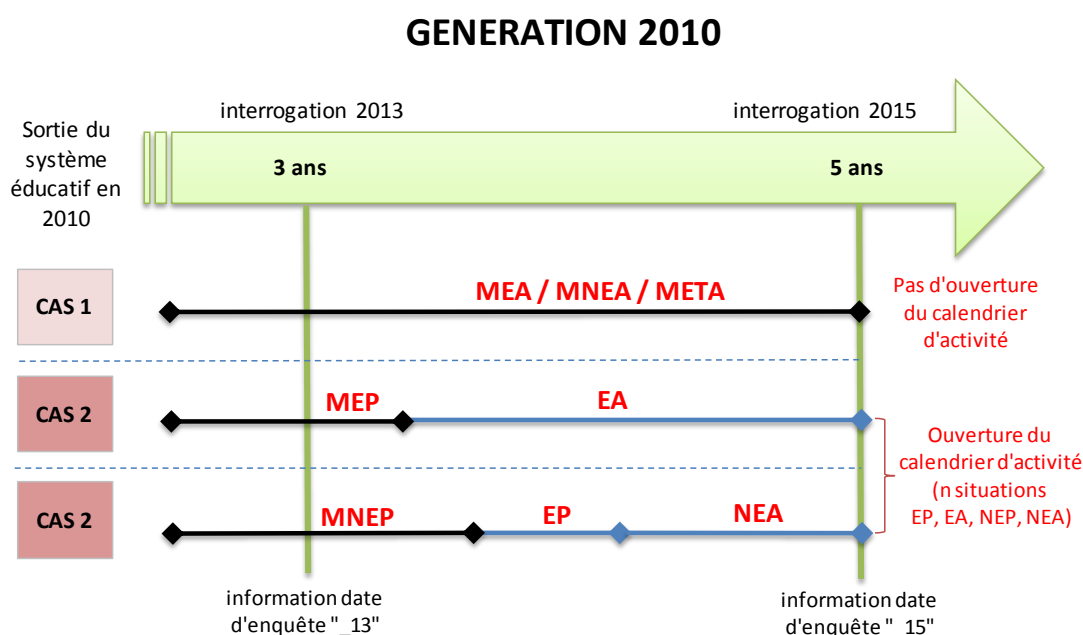 GENERATION 2010
interrogation 2013
interrogation 2015
Sortie du
système
éducatif en
2010
3 ans
5 ans
CAS 1
MEA / MNEA / META
Pas d'ouverture
du calendrier
d'activité
CAS 2
MEP
EA
Ouverture du
calendrier d'activité
(n situations
EP, EA, NEP, NEA)
CAS 2
MNEP
EP
NEA
information date
d'enquête "_13"
information date
d'enquête "_15"